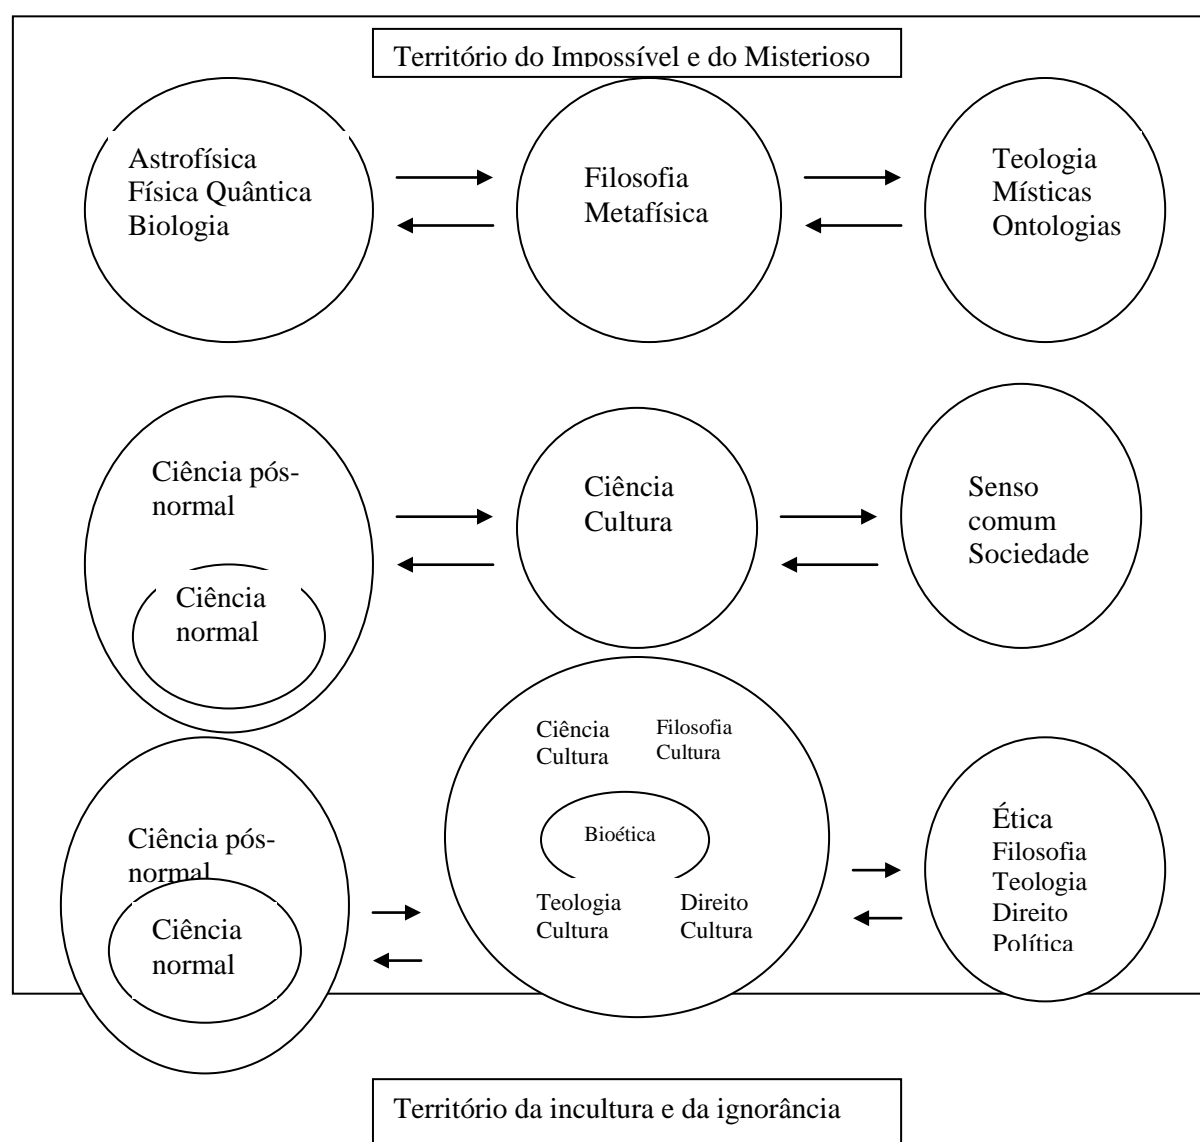 Território do Impossível e do Misterioso
Astrofísica
Física Quântica
Biologia
Filosofia
Metafísica
Teologia
Místicas
Ontologias
Ciência pós-
normal
Ciência
normal
Ciência
Cultura
Senso
comum
Sociedade
Ciência pós-
normal
Ciência
normal
Ciência
Cultura
Filosofia
Cultura
Bioética
Teologia
Cultura
Direito
Cultura
Ética
Filosofia
Teologia
Direito
Política
Território da incultura e da ignorância